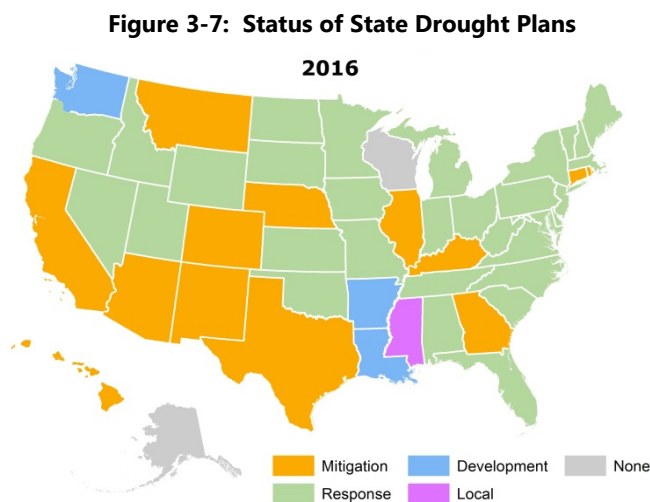 Figure 3-7: Status of State Drought Plans
2016
Mitigation
Development
None
Response
Local